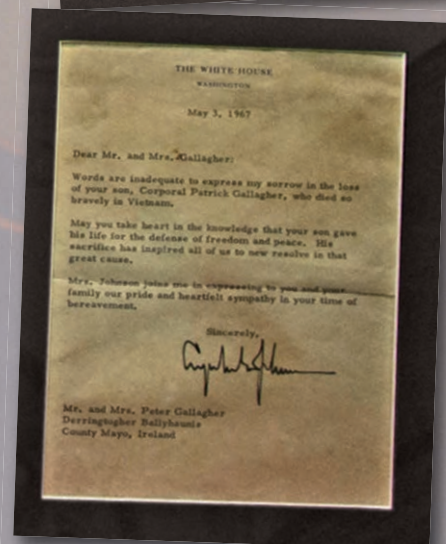 THE WHITE HOUSE
WASHINGTON
May 3, 1967
Dear Mr. and Mrs. Gallagher:
Words are inadequate to express my sorrow in the loss
of your son, Corporal Patrick Gallagher, who died so
bravely in Vietnam.
May you take heart in the knowledge that your son gave
his life for the defense of freedom and peace. His
sacrifice has inspired all of us to new resolve in that
great cause.
Mrs. Johnson joins me in expressing to you and your
family our pride and heartfelt sympathy in your time of
bereavement.
Sincerely,
Mr. and Mrs. Peter Gallagher
Derringtogher Ballyhaunis
County Mayo, Ireland